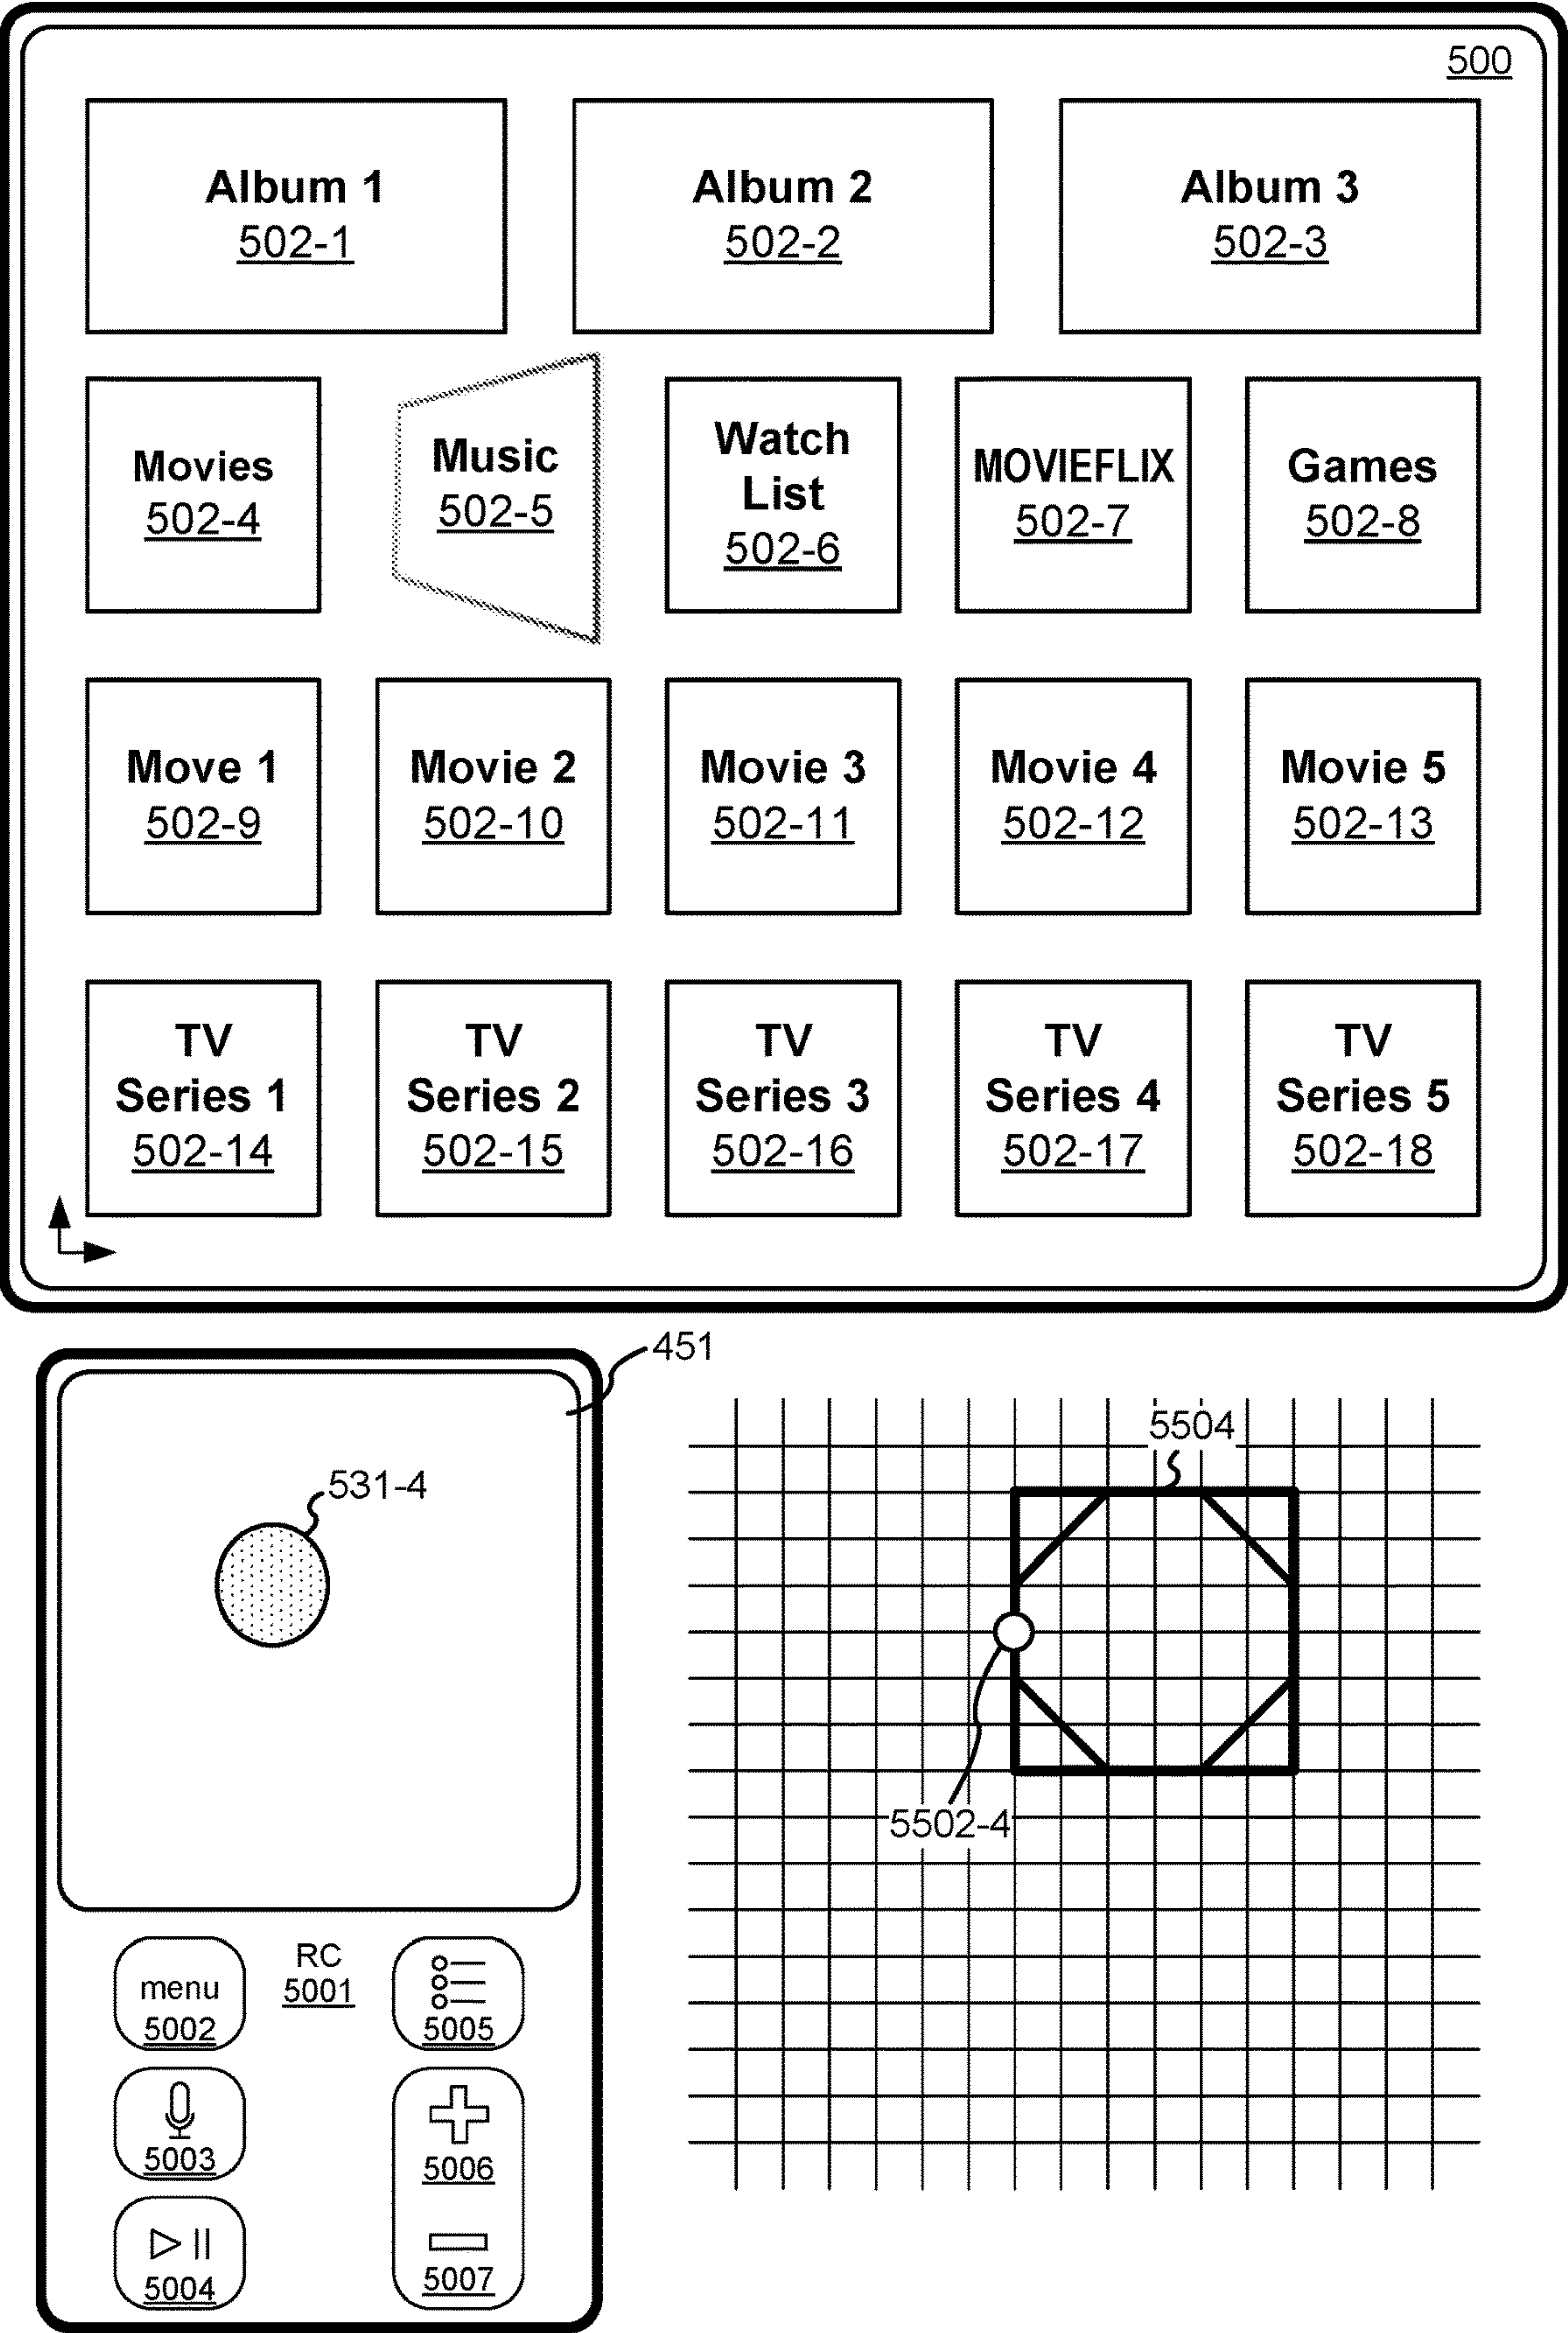 500
Album 1
502-1
Album 2
502-2
Album 3
502-3
Movies
502-4
Music
502-5
Watch
List
502-6
MOVIEFLIX
502-7
Games
502-8
Move 1
502-9
Movie 2
502-10
Movie 3
502-11
Movie 4
502-12
Movie 5
502-13
TV
Series 1
502-14
TV
Series 2
502-15
TV
Series 3
502-16
TV
Series 4
502-17
TV
Series 5
502-18
451
531-4
5504
5502-4
RC
5001
menu
5002
5005
5003
5006
5004
5007